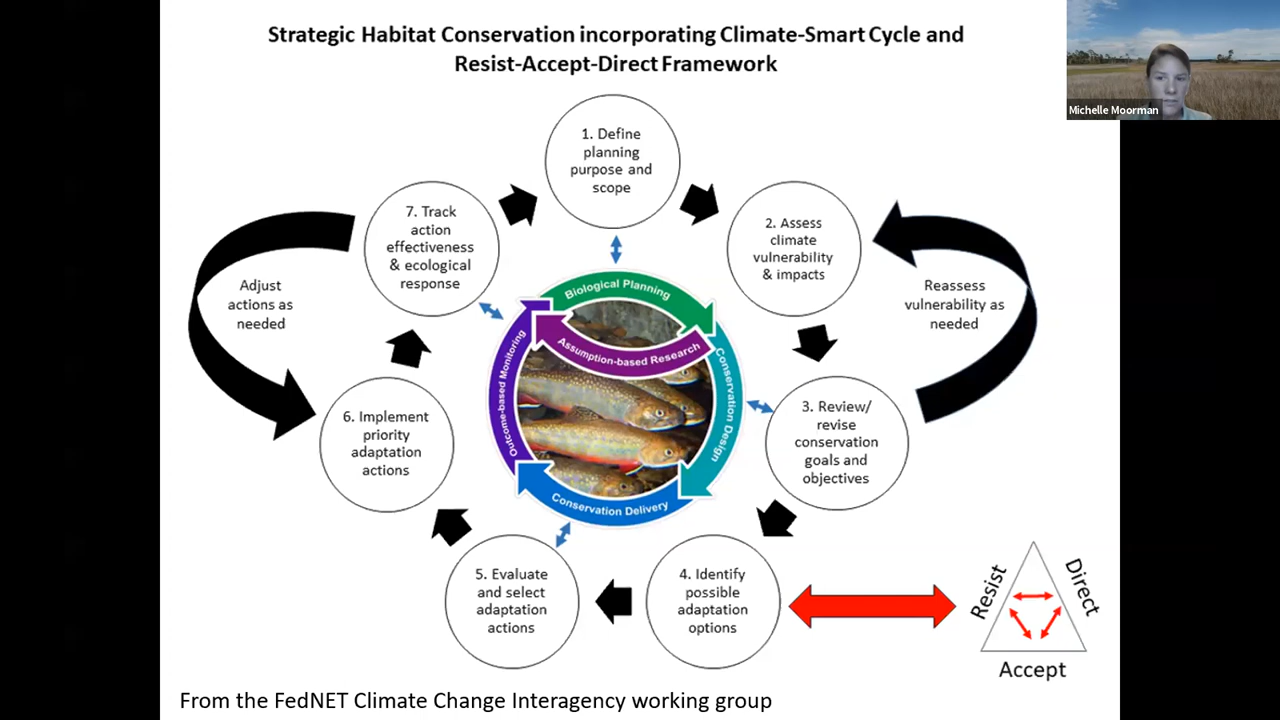 Strategic Habitat Conservation incorporating Climate-Smart Cycle and
Resist-Accept-Direct Framework
Michelle Moorman
1. Define
planning
purpose and
scope
2. Assess
climate
vulnerability
& impacts
Reassess
vulnerability as
needed
3. Review/
revise
conservation
goals and
objectives
4. Identify
possible
adaptation
options
5. Evaluate
and select
adaptation
actions
6. Implement
priority
adaptation
actions
7. Track
action
effectiveness
& ecological
response
Adjust
actions as
needed
Biological Planning
Assumption-based Research
Conservation Design
Conservation Delivery
Outcome-based Monitoring
Resist
Direct
Accept
From the FedNET Climate Change Interagency working group